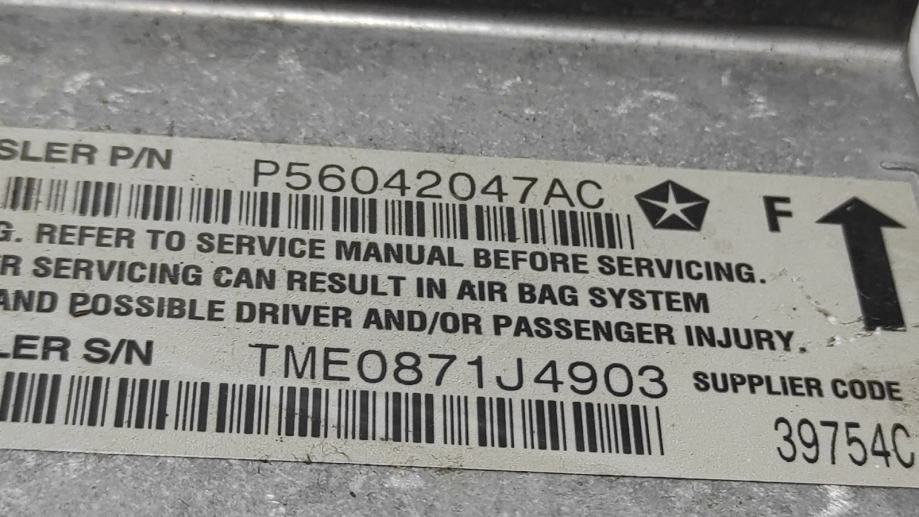 SLER P/N P56042047AC
F
G. REFER TO SERVICE MANUAL BEFORE SERVICING.
R SERVICING CAN RESULT IN AIR BAG SYSTEM
AND POSSIBLE DRIVER AND/OR PASSENGER INJURY.
LER S/N TME0871J4903
SUPPLIER CODE
39754C